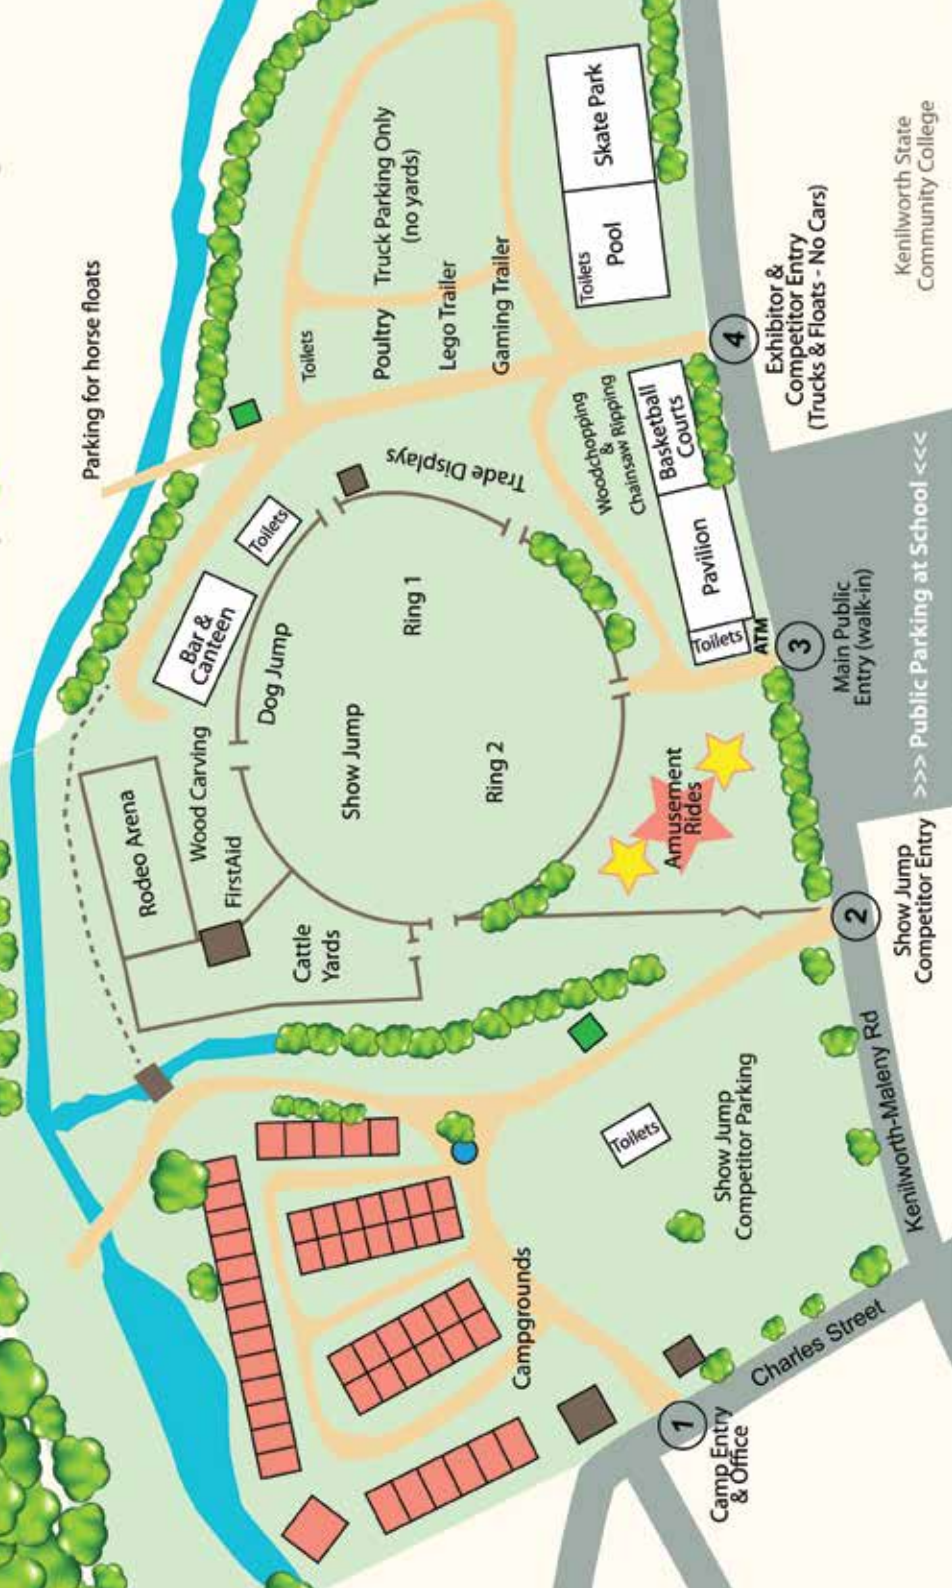 Parking for horse floats
Toilets
Poultry
Truck Parking Only
(no yards)
Lego Trailer
Gaming Trailer
Skate Park
Toilets
Pool
4
Exhibitor &
Competitor Entry
(Trucks & Floats - No Cars)
Kenilworth State
Community College
Woodchopping
&
Chainsaw Ripping
Basketball
Courts
Pavilion
Toilets
ATM
3
Main Public
Entry (walk-in)
>>> Public Parking at School <<<
Trade Displays
Toilets
Bar &
Canteen
Dog Jump
Ring 1
Show Jump
Ring 2
Wood Carving
Rodeo Arena
FirstAid
Cattle
Yards
Amusement
Rides
2
Show Jump
Competitor Entry
Kenilworth-Maleny Rd
Toilets
Show Jump
Competitor Parking
Campgrounds
Charles Street
1
Camp Entry
& Office